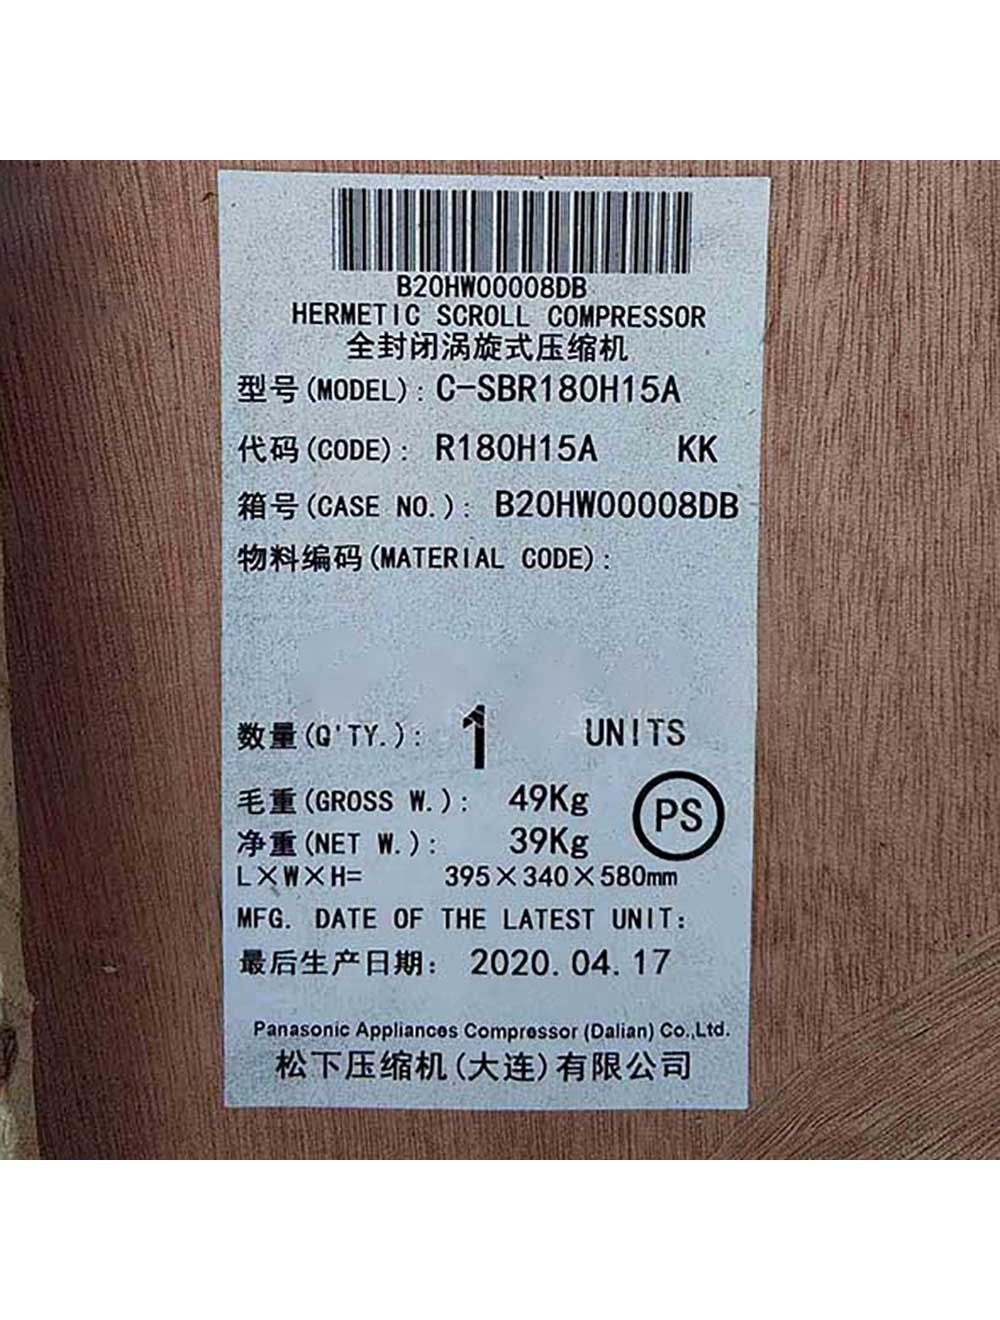 B20HW00008DB
HERMETIC SCROLL COMPRESSOR
全封闭涡旋式压缩机
型号(MODEL): C-SBR180H15A
代码(CODE): R180H15A KK
箱号(CASE NO.): B20HW00008DB
物料编码(MATERIAL CODE):
数量(Q'TY.): 1 UNITS
毛重(GROSS W.): 49Kg
PS
净重(NET W.): 39Kg
L×W×H= 395×340×580mm
MFG. DATE OF THE LATEST UNIT:
最后生产日期: 2020.04.17
Panasonic Appliances Compressor (Dalian) Co.,Ltd.
松下压缩机(大连)有限公司